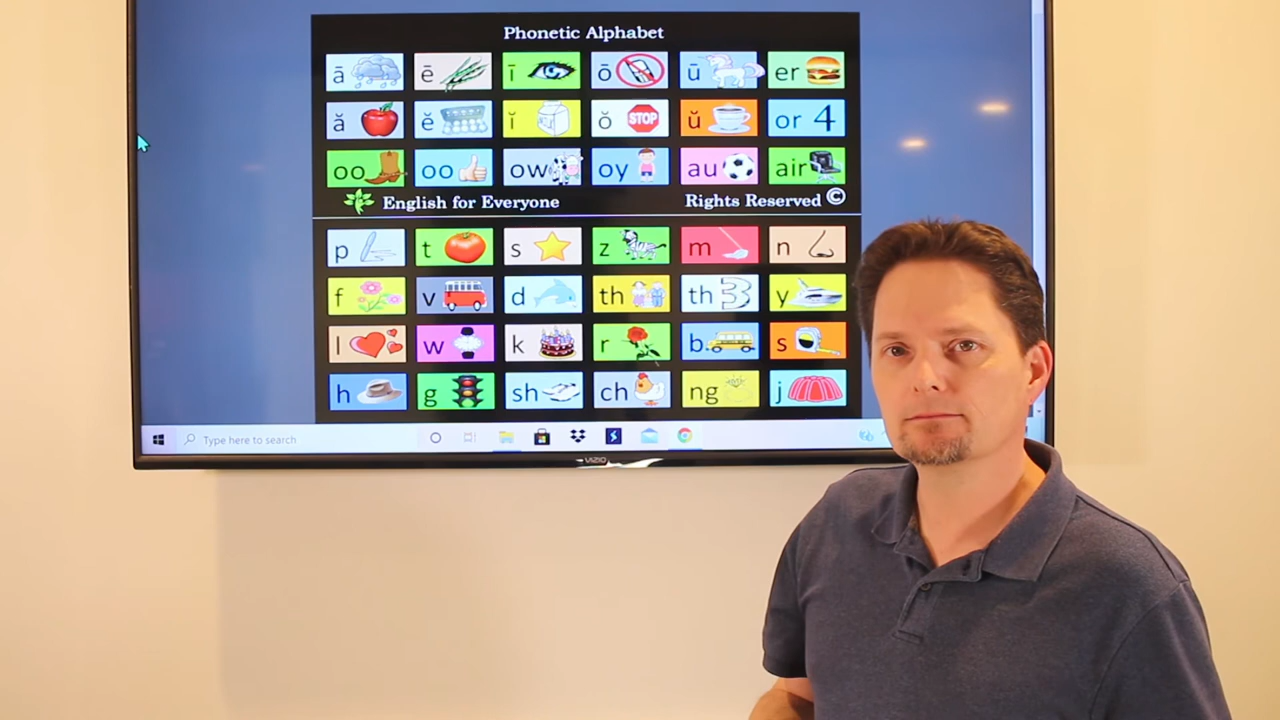 Phonetic Alphabet
ā ē ī ō ū er
ă ĕ ĭ ŏ STOP ŭ or 4
oo oo ow oy au air
English for Everyone Rights Reserved ©
p t s z m n
f v d th th 3 y
l w k r b s
h g sh ch ng j
Type here to search
VIZIO